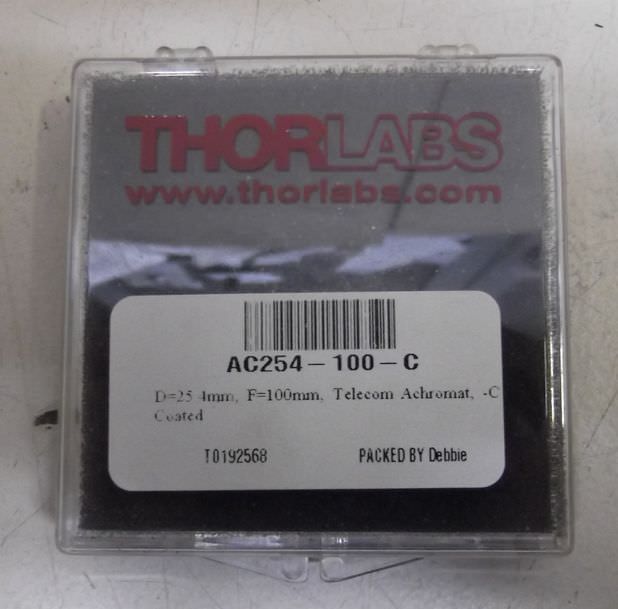 THORLABS
www.thorlabs.com
AC254-100-C
D=25.4mm, F=100mm, Telecom Achromat, -C
Coated
T0192568 PACKED BY Debbie